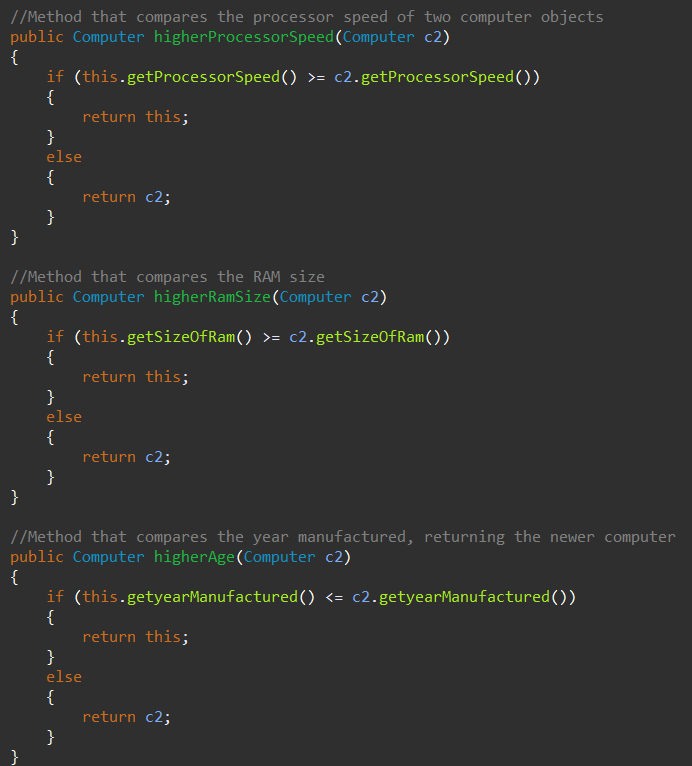 //Method that compares the processor speed of two computer objects
public Computer higherProcessorSpeed(Computer c2)
{
    if (this.getProcessorSpeed() >= c2.getProcessorSpeed())
    {
        return this;
    }
    else
    {
        return c2;
    }
}

//Method that compares the RAM size
public Computer higherRamSize(Computer c2)
{
    if (this.getSizeOfRam() >= c2.getSizeOfRam())
    {
        return this;
    }
    else
    {
        return c2;
    }
}

//Method that compares the year manufactured, returning the newer computer
public Computer higherAge(Computer c2)
{
    if (this.getyearManufactured() <= c2.getyearManufactured())
    {
        return this;
    }
    else
    {
        return c2;
    }
}